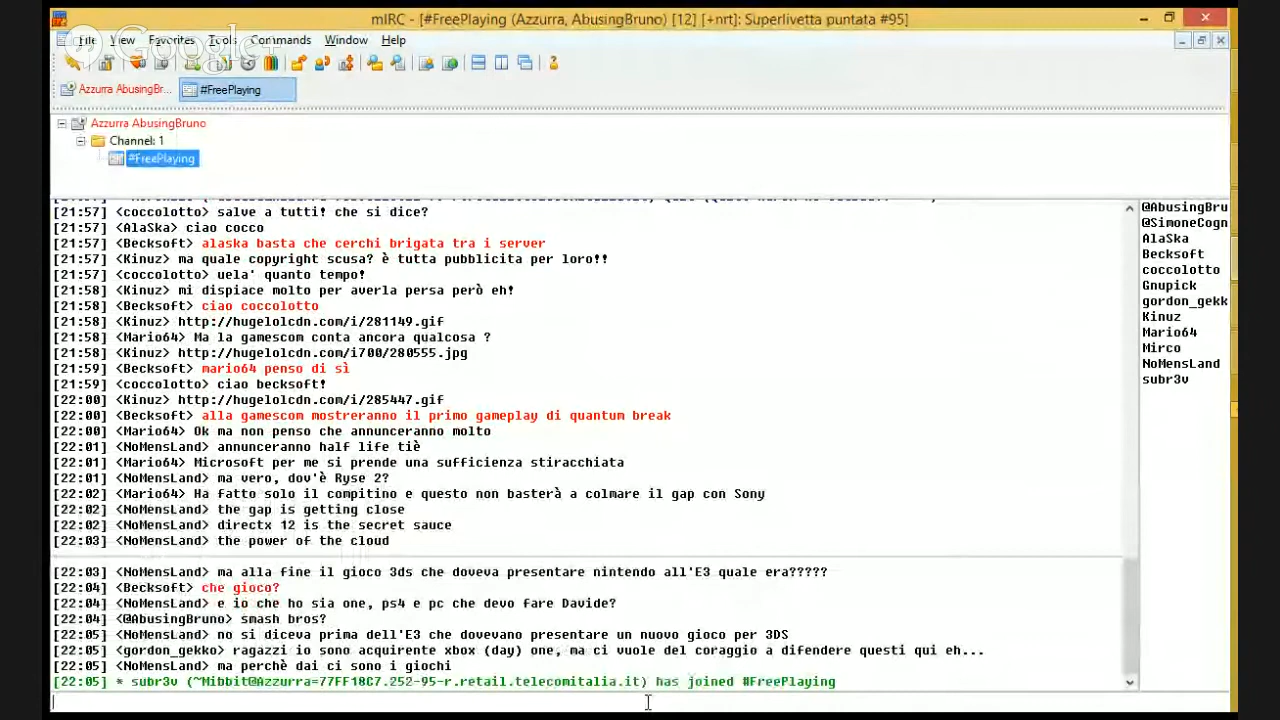 mIRC - [#FreePlaying (Azzurra, AbusingBruno) [12] [+nrt]: Superlivetta puntata #95]
File View Favorites Tools Commands Window Help
Google+
Azzurra AbusingBr... #FreePlaying
Azzurra AbusingBruno
Channel: 1
#FreePlaying
[21:57] <coccolotto> salve a tutti! che si dice?
[21:57] <AlaSka> ciao cocco
[21:57] <Becksoft> alaska basta che cerchi brigata tra i server
[21:57] <Kinuz> ma quale copyright scusa? è tutta pubblicita per loro!!
[21:57] <coccolotto> uela' quanto tempo!
[21:58] <Kinuz> mi dispiace molto per averla persa però eh!
[21:58] <Becksoft> ciao coccolotto
[21:58] <Kinuz> http://hugelolcdn.com/i/281149.gif
[21:58] <Mario64> Ma la gamescom conta ancora qualcosa ?
[21:58] <Kinuz> http://hugelolcdn.com/i700/280555.jpg
[21:59] <Becksoft> mario64 penso di sì
[21:59] <coccolotto> ciao becksoft!
[22:00] <Kinuz> http://hugelolcdn.com/i/285447.gif
[22:00] <Becksoft> alla gamescom mostreranno il primo gameplay di quantum break
[22:00] <Mario64> Ok ma non penso che annunceranno molto
[22:01] <NoMensLand> annunceranno half life tiè
[22:01] <Mario64> Microsoft per me si prende una sufficienza stiracchiata
[22:01] <NoMensLand> ma vero, dov'è Ryse 2?
[22:02] <Mario64> Ha fatto solo il compitino e questo non basterà a colmare il gap con Sony
[22:02] <NoMensLand> the gap is getting close
[22:02] <NoMensLand> directx 12 is the secret sauce
[22:03] <NoMensLand> the power of the cloud
[22:03] <NoMensLand> ma alla fine il gioco 3ds che doveva presentare nintendo all'E3 quale era?????
[22:04] <Becksoft> che gioco?
[22:04] <NoMensLand> e io che ho sia one, ps4 e pc che devo fare Davide?
[22:04] <@AbusingBruno> smash bros?
[22:05] <NoMensLand> no si diceva prima dell'E3 che dovevano presentare un nuovo gioco per 3DS
[22:05] <gordon_gekko> ragazzi io sono acquirente xbox (day) one, ma ci vuole del coraggio a difendere questi qui eh...
[22:05] <NoMensLand> ma perchè dai ci sono i giochi
[22:05] * subr3v (~Mibbit@Azzurra=77FF18C7.252-95-r.retail.telecomitalia.it) has joined #FreePlaying
@AbusingBru
@SimoneCogn
AlaSka
Becksoft
coccolotto
Gnupick
gordon_gekk
Kinuz
Mario64
Mirco
NoMensLand
subr3v